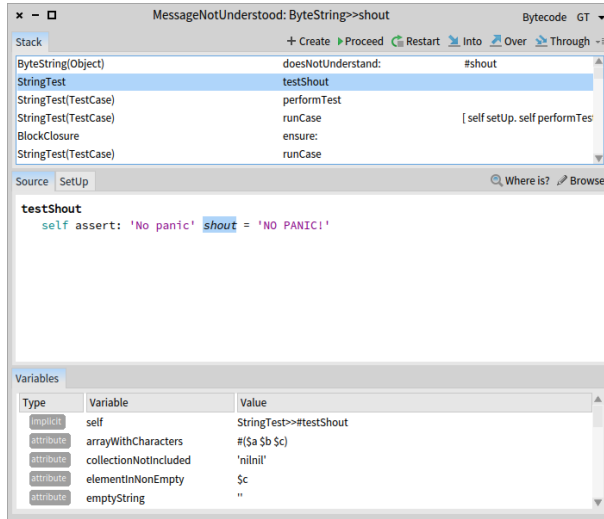 MessageNotUnderstood: ByteString>>shout Bytecode GT
Stack Create Proceed Restart Into Over Through
ByteString(Object) doesNotUnderstand: #shout
StringTest testShout
StringTest(TestCase) performTest
StringTest(TestCase) runCase [ self setUp. self performTes
BlockClosure ensure:
StringTest(TestCase) runCase
Source SetUp Where is? Browse
testShout
self assert: 'No panic' shout = 'NO PANIC!'
Variables
Type Variable Value
implicit self StringTest>>#testShout
attribute arrayWithCharacters #($a $b $c)
attribute collectionNotIncluded 'nilnil'
attribute elementInNonEmpty $c
attribute emptyString ''